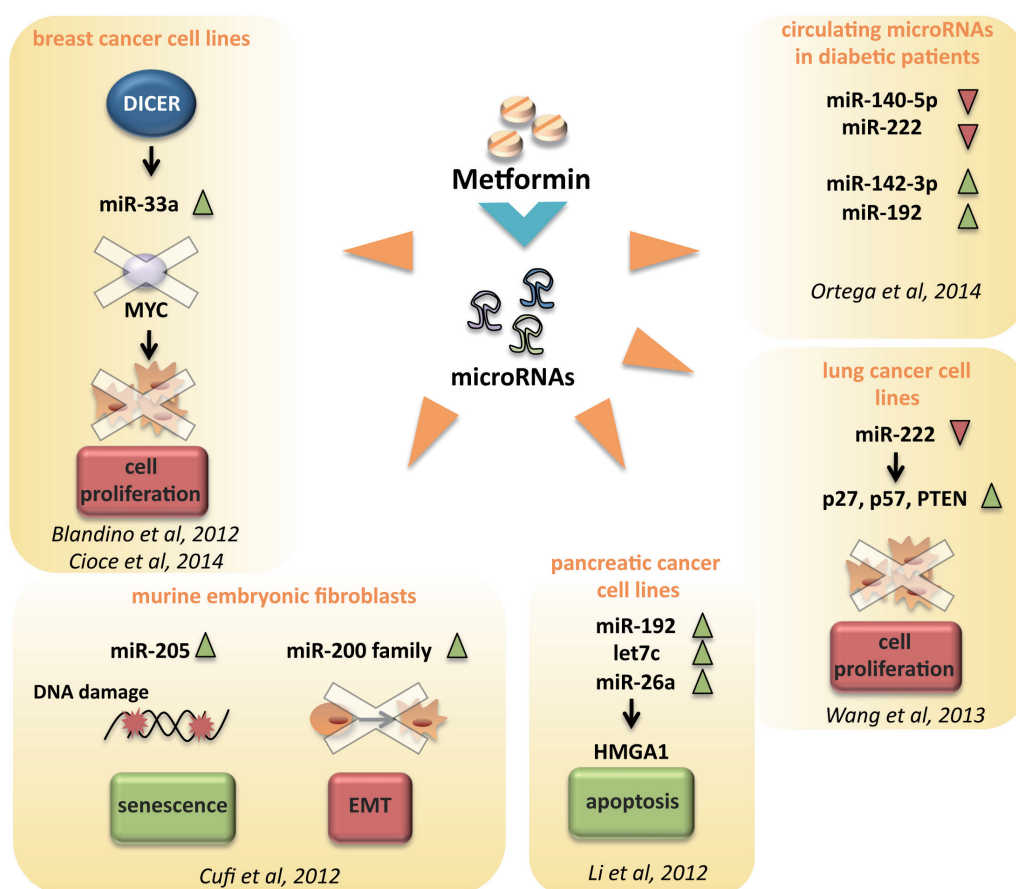 breast cancer cell lines
DICER
miR-33a
MYC
cell
proliferation
Blandino et al, 2012
Cioce et al, 2014
Metformin
microRNAs
circulating microRNAs
in diabetic patients
miR-140-5p
miR-222
miR-142-3p
miR-192
Ortega et al, 2014
lung cancer cell
lines
miR-222
p27, p57, PTEN
cell
proliferation
Wang et al, 2013
murine embryonic fibroblasts
miR-205
miR-200 family
DNA damage
senescence
EMT
Cufi et al, 2012
pancreatic cancer
cell lines
miR-192
let7c
miR-26a
HMGA1
apoptosis
Li et al, 2012